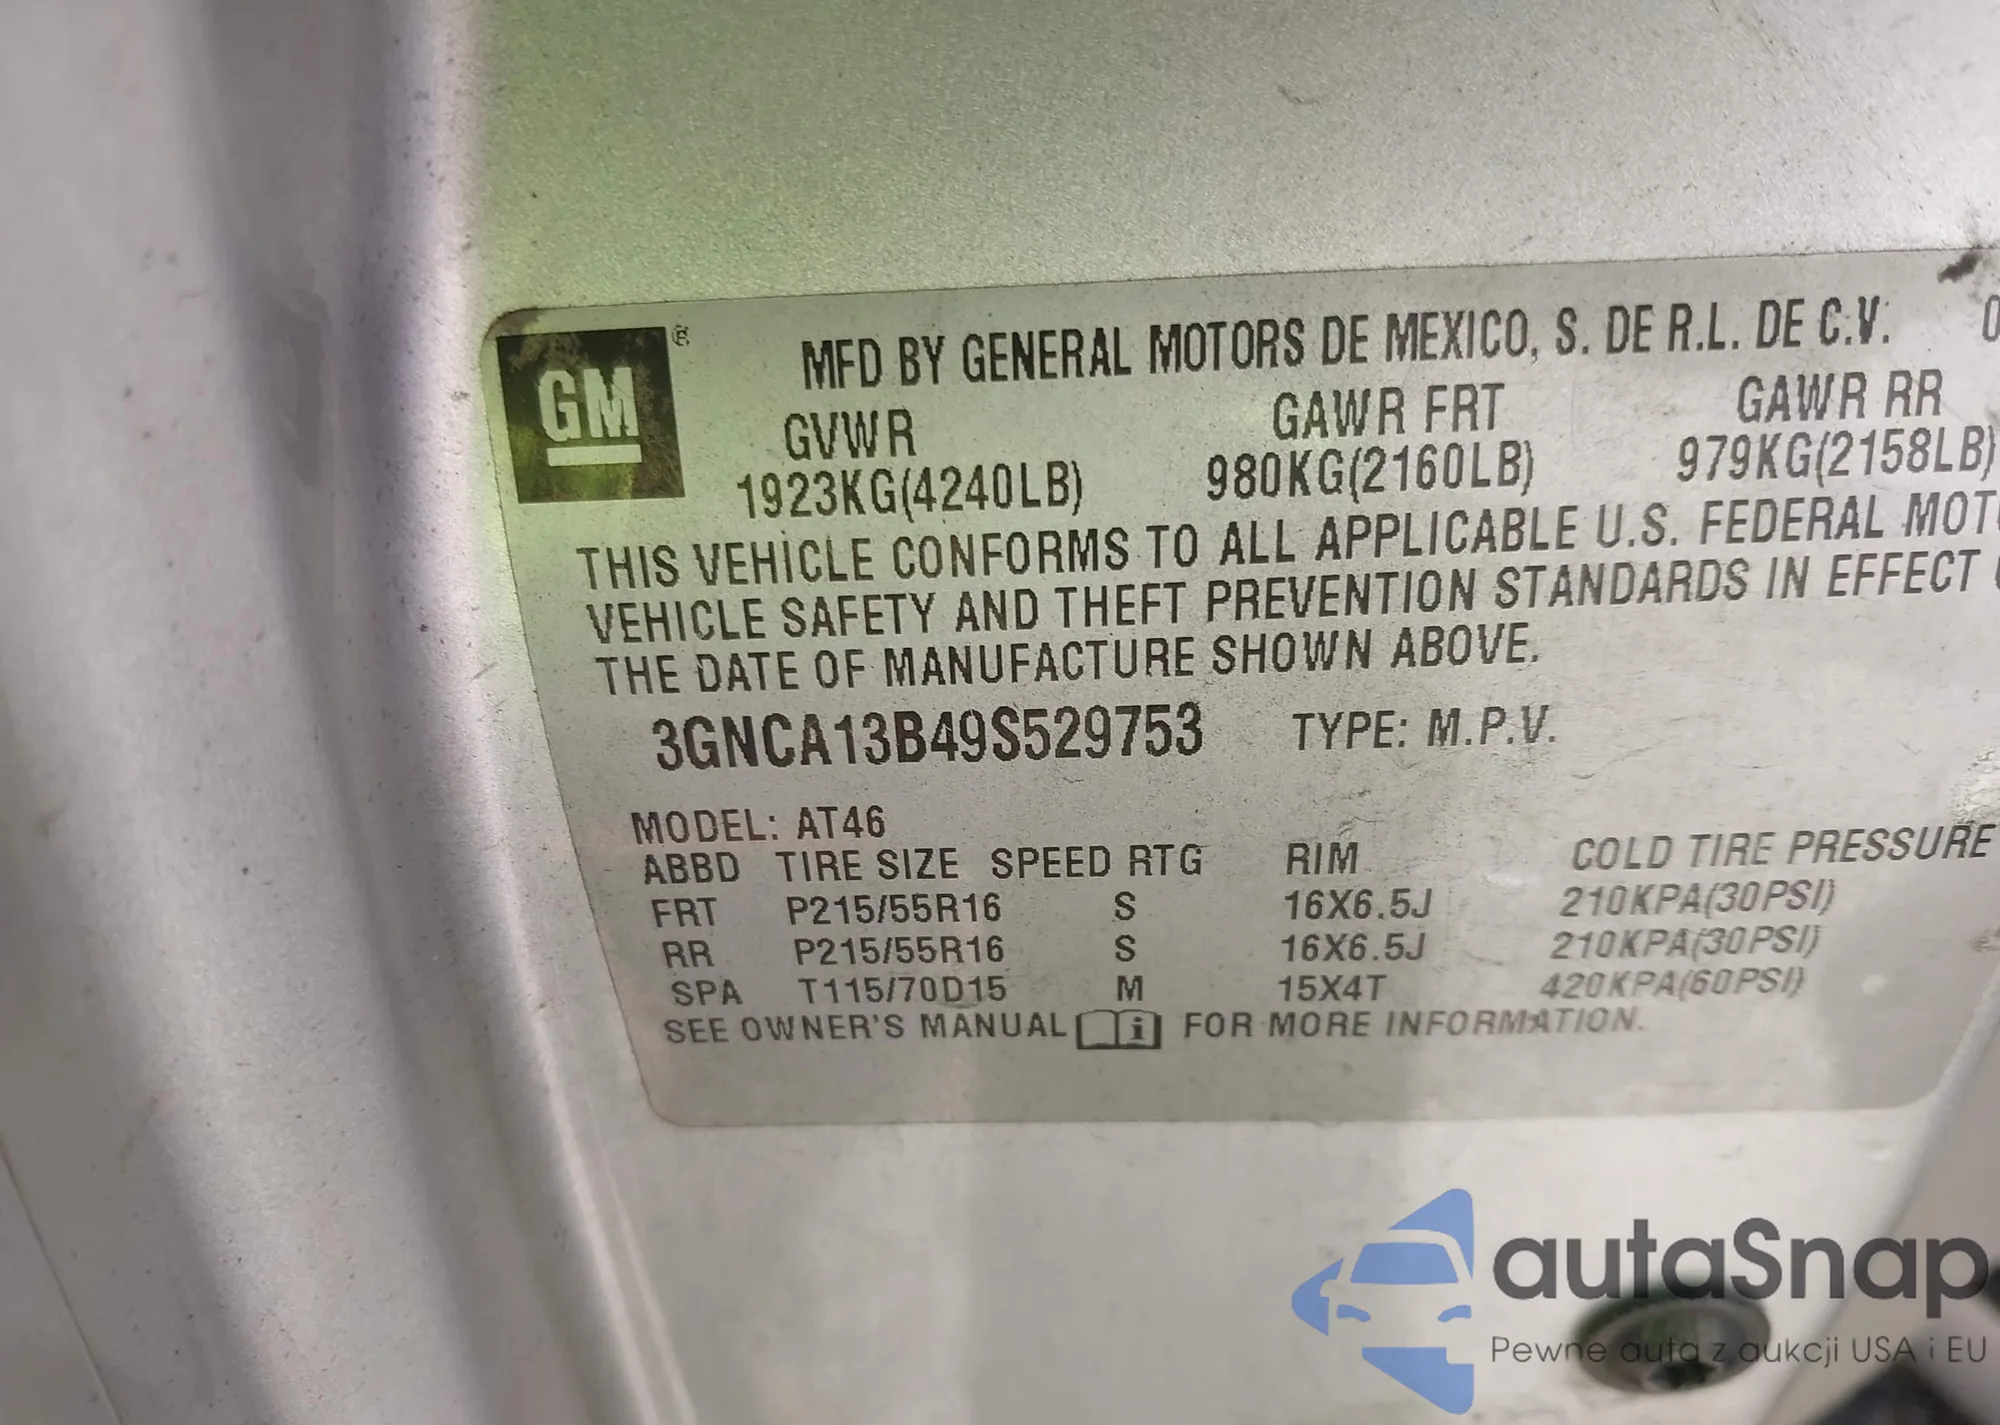 GM ®
MFD BY GENERAL MOTORS DE MEXICO, S. DE R.L. DE C.V. 0
GVWR GAWR FRT GAWR RR
1923KG(4240LB) 980KG(2160LB) 979KG(2158LB)
THIS VEHICLE CONFORMS TO ALL APPLICABLE U.S. FEDERAL MOT
VEHICLE SAFETY AND THEFT PREVENTION STANDARDS IN EFFECT
THE DATE OF MANUFACTURE SHOWN ABOVE.
3GNCA13B49S529753 TYPE: M.P.V.
MODEL: AT46
ABBD TIRE SIZE SPEED RTG RIM COLD TIRE PRESSURE
FRT P215/55R16 S 16X6.5J 210KPA(30PSI)
RR P215/55R16 S 16X6.5J 210KPA(30PSI)
SPA T115/70D15 M 15X4T 420KPA(60PSI)
SEE OWNER'S MANUAL i FOR MORE INFORMATION.
autaSnap
Pewne auta z aukcji USA i EU